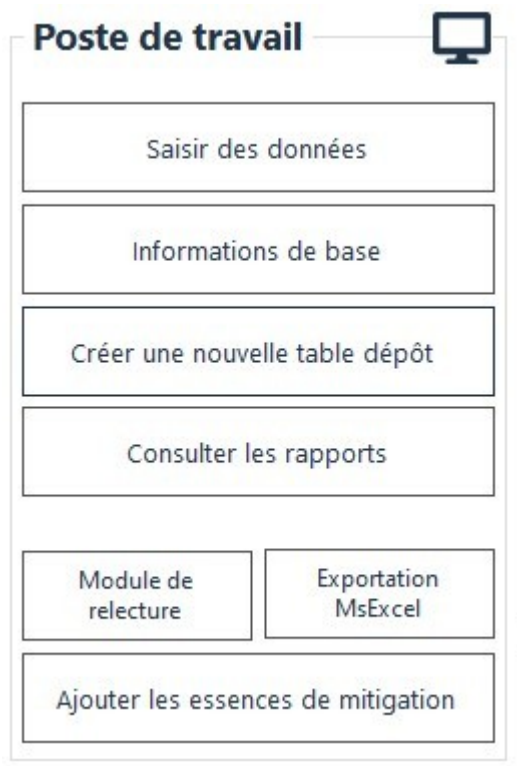 Poste de travail
Saisir des données
Informations de base
Créer une nouvelle table dépôt
Consulter les rapports
Module de
relecture
Exportation
MsExcel
Ajouter les essences de mitigation